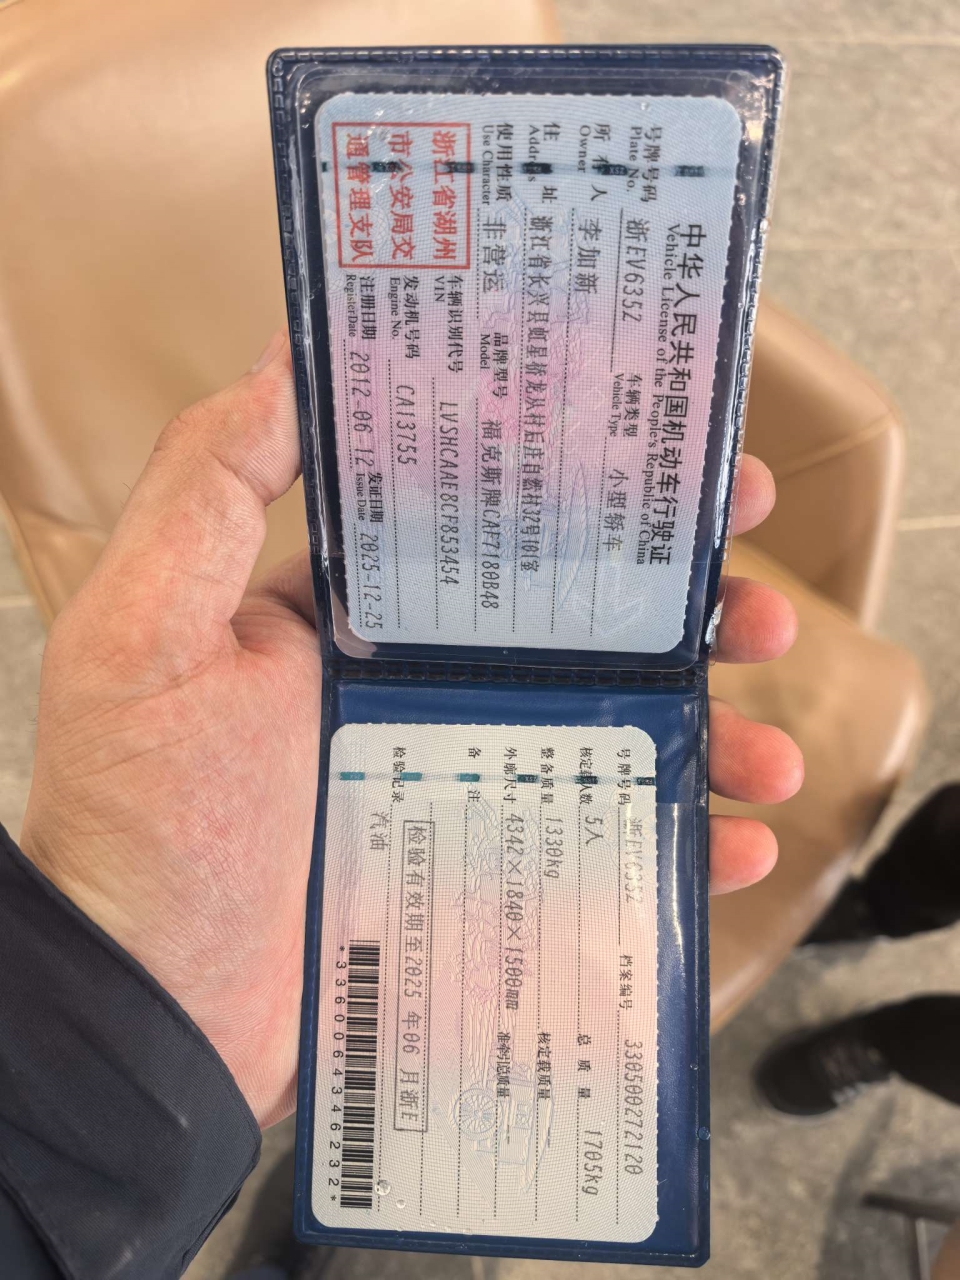 中华人民共和国机动车行驶证
Vehicle License of the People's Republic of China
号牌号码 浙EV6352 车辆类型 小型轿车
Plate No. Vehicle Type
所有人 李加新
Owner
住址 浙江省长兴县虹星桥龙从村后庄自然村32号101室
Address
使用性质 非营运 品牌型号 福克斯牌CAF7180B48
Use Character Model
浙江省湖州
市公安局交
通管理支队
车辆识别代号 LVSHCAAE8CF853454
VIN
发动机号码 CA13755
Engine No.
注册日期 2012-06-12 发证日期 2025-12-25
Register Date Issue Date
号牌号码 浙EV6352 档案编号 330500272120
核定载人数 5人 总质量 1705kg
整备质量 1330kg 核定载质量
外廓尺寸 4342×1840×1500mm 准牵引总质量
备注
检验有效期至2025年06月浙E
检验记录 汽油
*3360064346232*